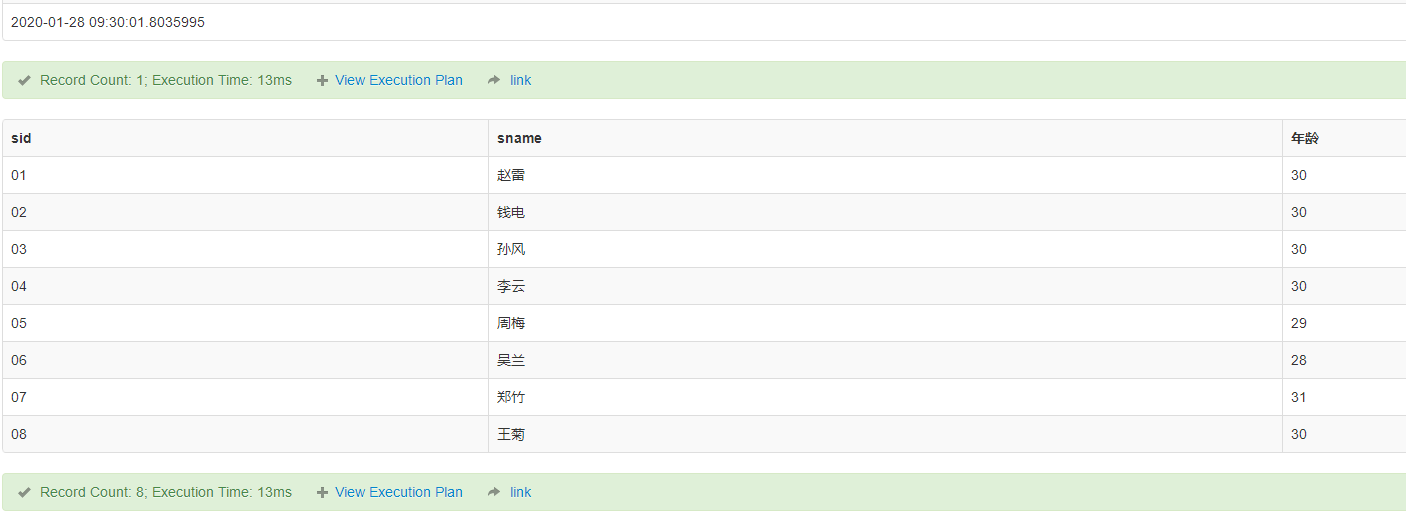 2020-01-28 09:30:01.8035995
Record Count: 1; Execution Time: 13ms View Execution Plan link
sid sname 年龄
01 赵雷 30
02 钱电 30
03 孙风 30
04 李云 30
05 周梅 29
06 吴兰 28
07 郑竹 31
08 王菊 30
Record Count: 8; Execution Time: 13ms View Execution Plan link